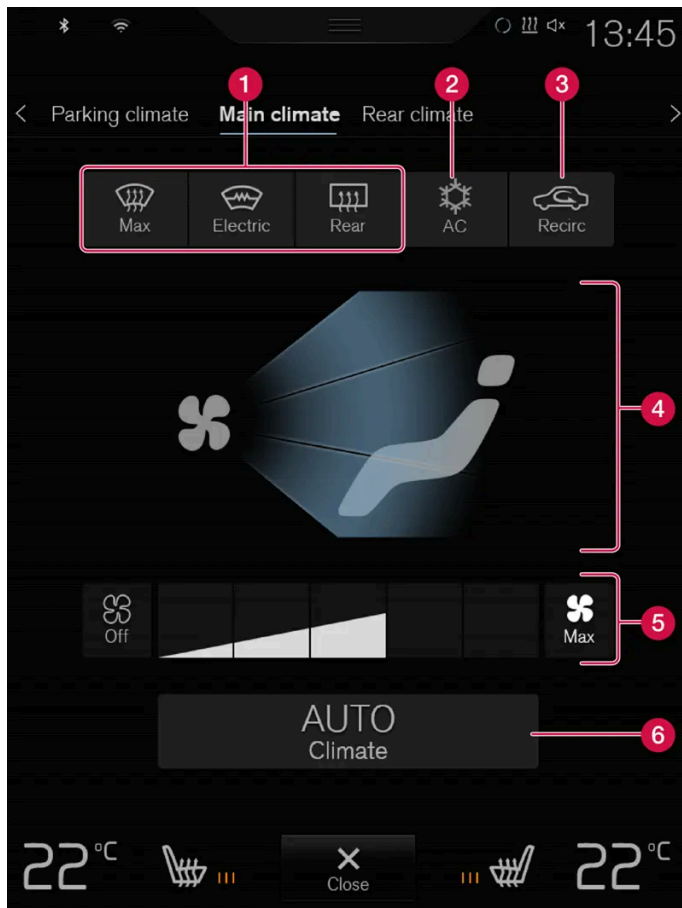 13:45
1 2 3
Parking climate Main climate Rear climate
Max Electric Rear AC Recirc
4
Off Max 5
AUTO
Climate 6
22°C 22°C
Close